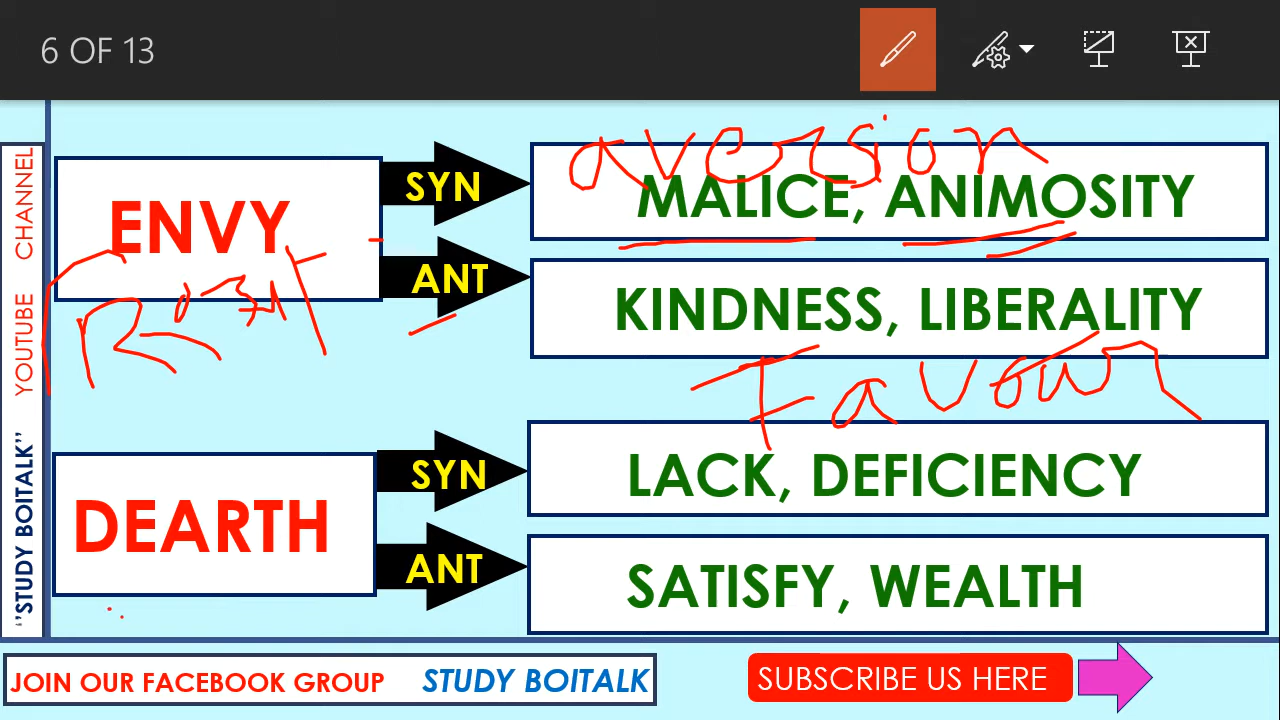 6 OF 13
"STUDY BOITALK" YOUTUBE CHANNEL
aversion
ENVY
SYN
MALICE, ANIMOSITY
ANT
KINDNESS, LIBERALITY
Favour
DEARTH
SYN
LACK, DEFICIENCY
ANT
SATISFY, WEALTH
JOIN OUR FACEBOOK GROUP STUDY BOITALK
SUBSCRIBE US HERE